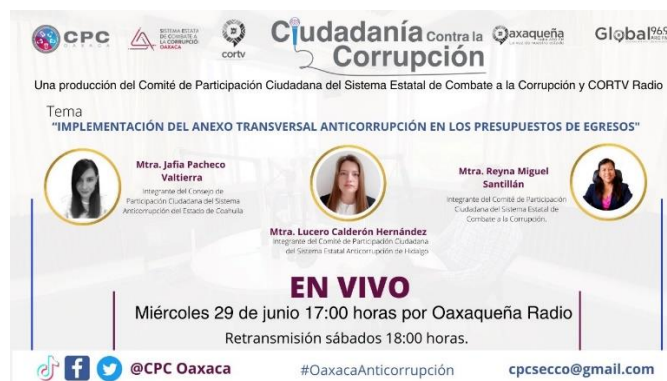 CPC
OAXACA
SISTEMA ESTATAL
DE COMBATE A
LA CORRUPCIÓN
OAXACA
cortv
Ciudadanía Contra la
Corrupción
Oaxaqueña
Global 96.9
Una producción del Comité de Participación Ciudadana del Sistema Estatal de Combate a la Corrupción y CORTV Radio
Tema
"IMPLEMENTACIÓN DEL ANEXO TRANSVERSAL ANTICORRUPCIÓN EN LOS PRESUPUESTOS DE EGRESOS"
Mtra. Jafia Pacheco
Valtierra
Integrante del Consejo de
Participación Ciudadana del Sistema
Anticorrupción del Estado de Coahuila
Mtra. Lucero Calderón Hernández
Integrante del Comité de Participación Ciudadana
del Sistema Estatal Anticorrupción de Hidalgo
Mtra. Reyna Miguel
Santillán
Integrante del Comité de Participación
Ciudadana del Sistema Estatal de
Combate a la Corrupción.
EN VIVO
Miércoles 29 de junio 17:00 horas por Oaxaqueña Radio
Retransmisión sábados 18:00 horas.
@CPC Oaxaca
#OaxacaAnticorrupción
cpcsecco@gmail.com